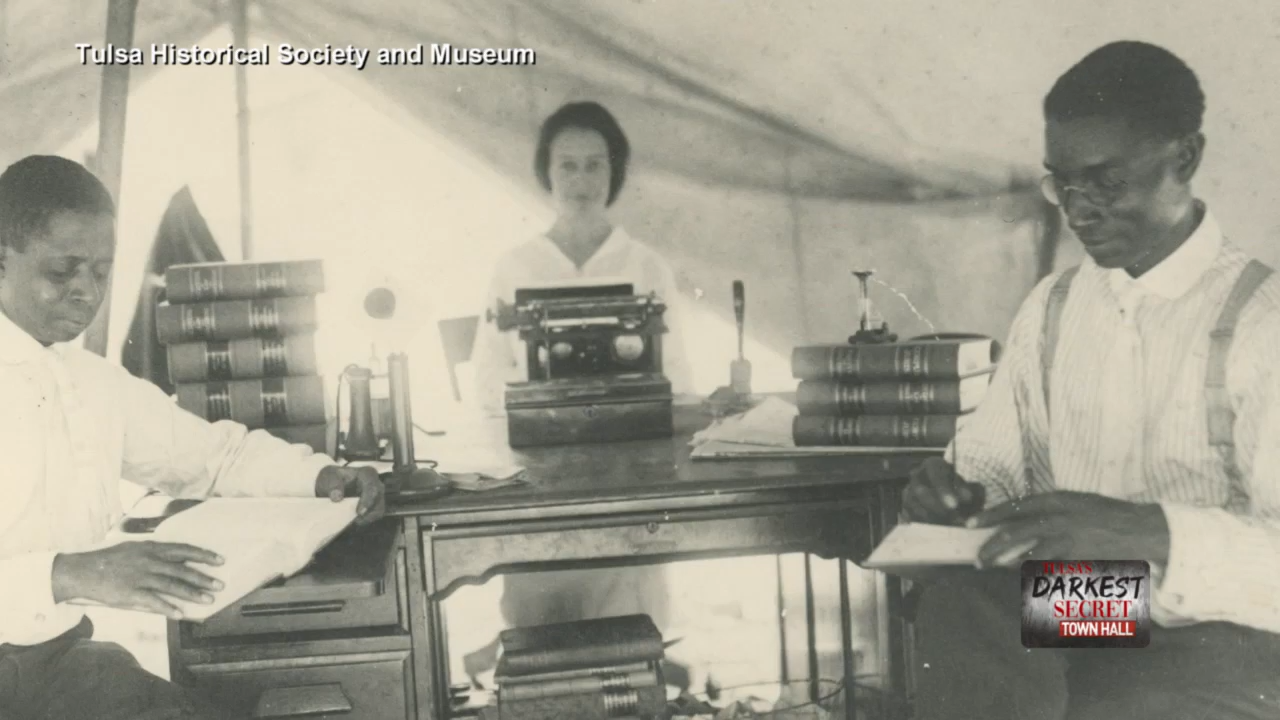 Tulsa Historical Society and Museum
TULSA'S
DARKEST
SECRET
TOWN HALL